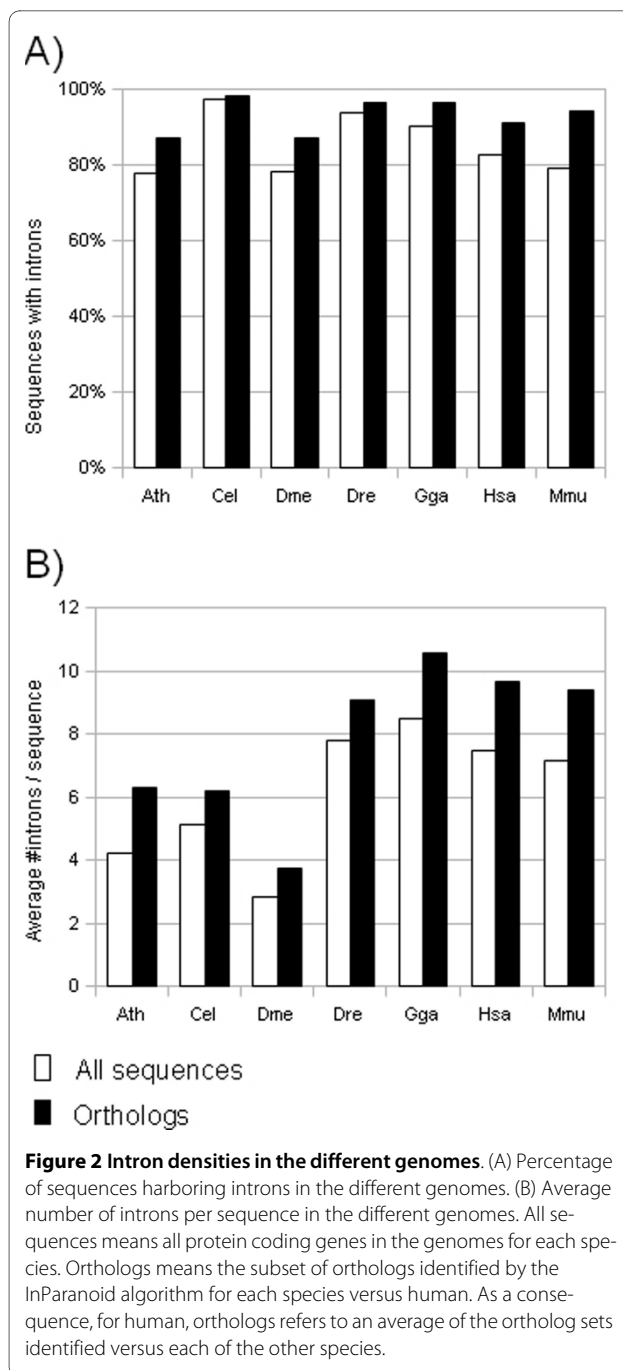 A)
100%
80%
60%
40%
20%
0%
Sequences with introns
Ath Cel Dme Dre Gga Hsa Mmu
B)
12
10
8
6
4
2
0
Average #introns / sequence
Ath Cel Dme Dre Gga Hsa Mmu
All sequences
Orthologs
Figure 2 Intron densities in the different genomes. (A) Percentage
of sequences harboring introns in the different genomes. (B) Average
number of introns per sequence in the different genomes. All se-
quences means all protein coding genes in the genomes for each spe-
cies. Orthologs means the subset of orthologs identified by the
InParanoid algorithm for each species versus human. As a conse-
quence, for human, orthologs refers to an average of the ortholog sets
identified versus each of the other species.